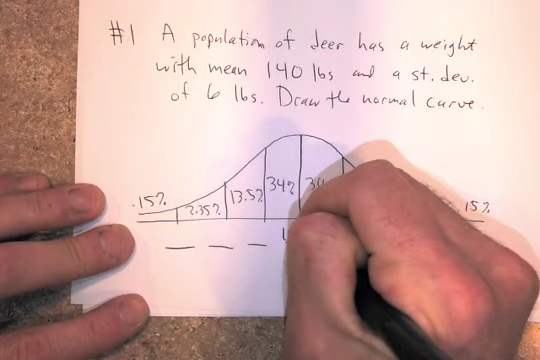 #1 A population of deer has a weight
with mean 140 lbs and a st. dev.
of 6 lbs. Draw the normal curve.
.15% 2.35% 13.5% 34% 34 .15%